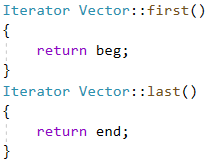 Iterator Vector::first()
{
    return beg;
}
Iterator Vector::last()
{
    return end;
}